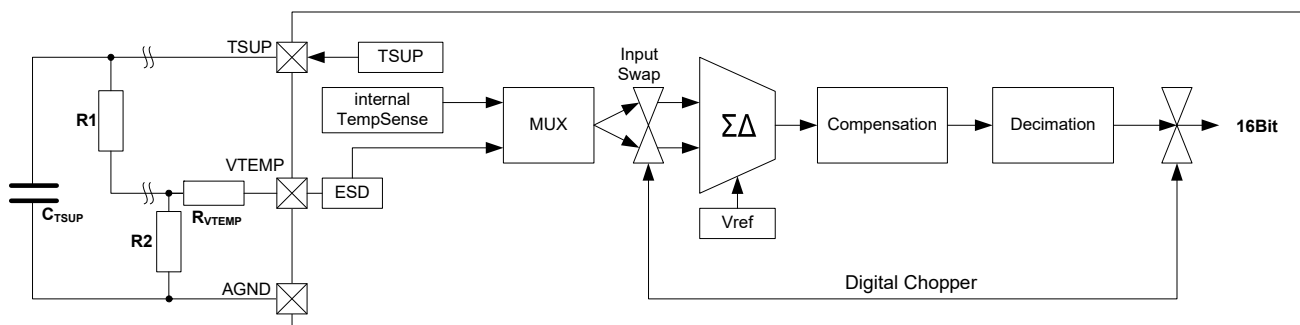 TSUP
TSUP
Input
Swap
internal
TempSense
R1
MUX
ΣΔ
Compensation
Decimation
16Bit
VTEMP
ESD
CTSUP
RVTEMP
R2
Vref
AGND
Digital Chopper